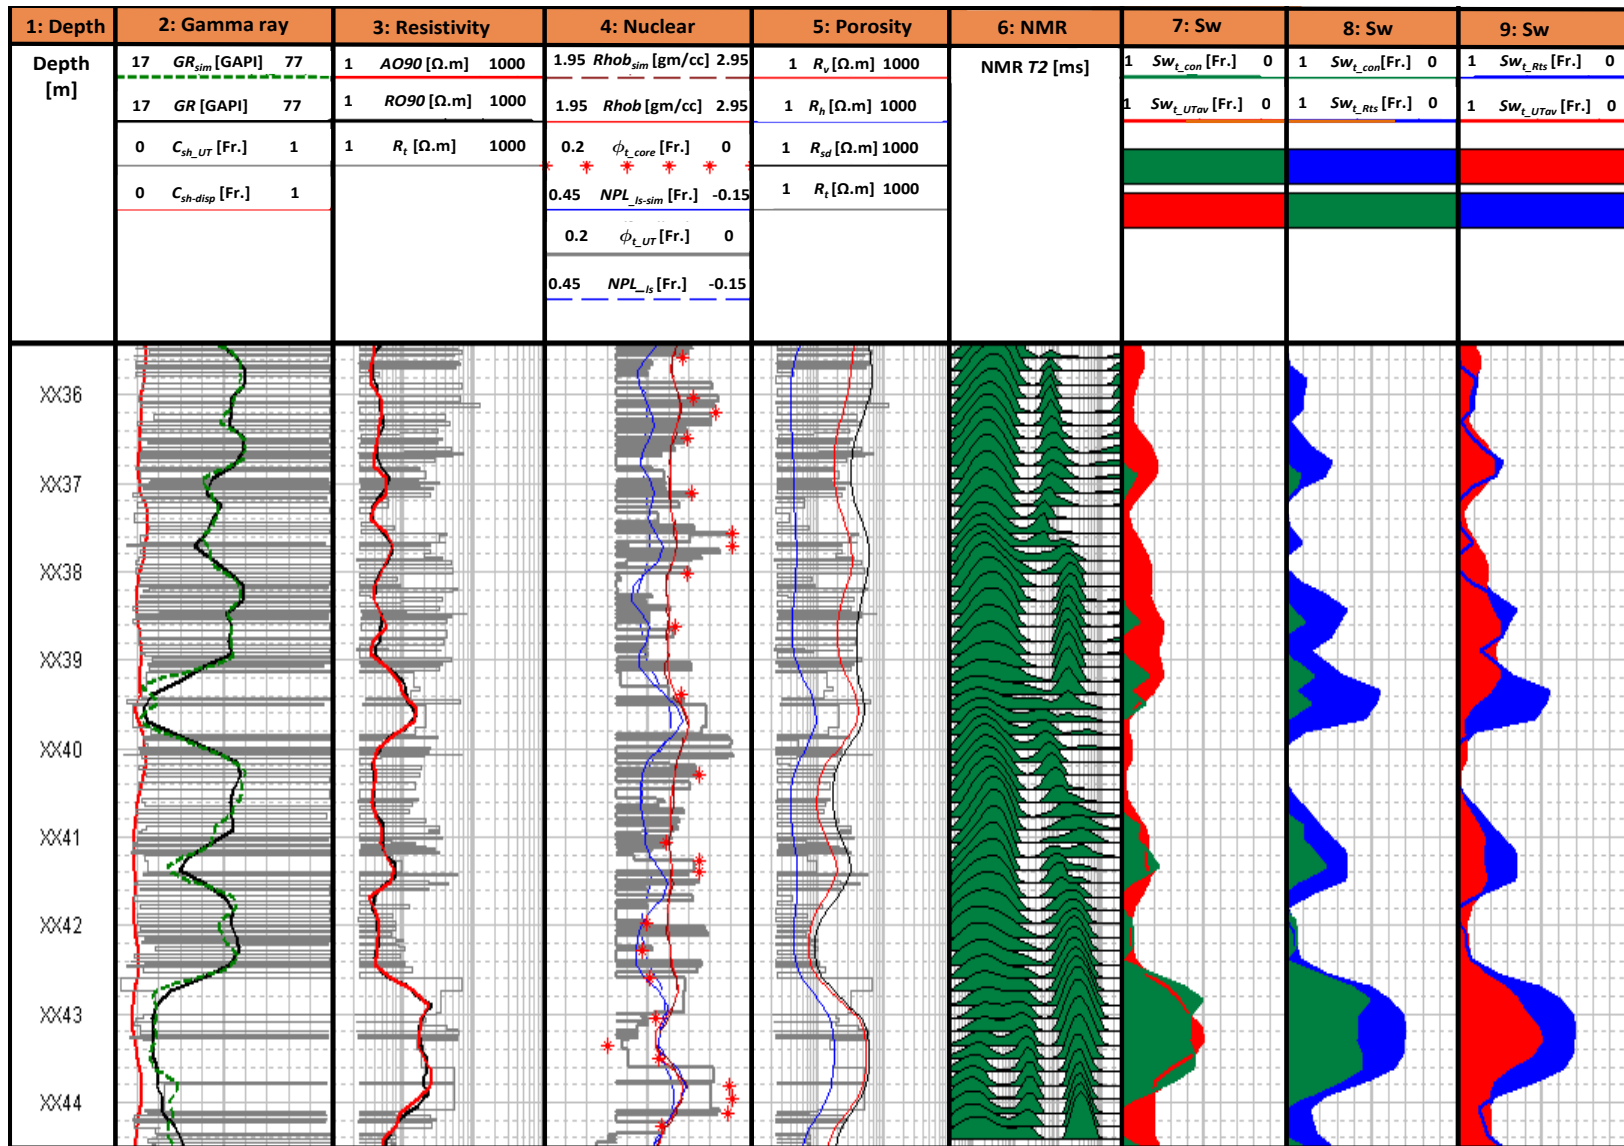 1: Depth 2: Gamma ray 3: Resistivity 4: Nuclear 5: Porosity 6: NMR 7: Sw 8: Sw 9: Sw
Depth
[m]
17 GRsim [GAPI] 77
17 GR [GAPI] 77
0 Csh_UT [Fr.] 1
0 Csh-disp [Fr.] 1
1 AO90 [Ω.m] 1000
1 RO90 [Ω.m] 1000
1 Rt [Ω.m] 1000
1.95 Rhobsim [gm/cc] 2.95
1.95 Rhob [gm/cc] 2.95
0.2 ϕt_core [Fr.] 0
0.45 NPL_ls-sim [Fr.] -0.15
0.2 ϕt_UT [Fr.] 0
0.45 NPL_ls [Fr.] -0.15
1 Rv [Ω.m] 1000
1 Rh [Ω.m] 1000
1 Rsd [Ω.m] 1000
1 Rt [Ω.m] 1000
NMR T2 [ms]
1 Swt_con [Fr.] 0
1 Swt_UTav [Fr.] 0
1 Swt_con [Fr.] 0
1 Swt_Rts [Fr.] 0
1 Swt_Rts [Fr.] 0
1 Swt_UTav [Fr.] 0
XX36
XX37
XX38
XX39
XX40
XX41
XX42
XX43
XX44